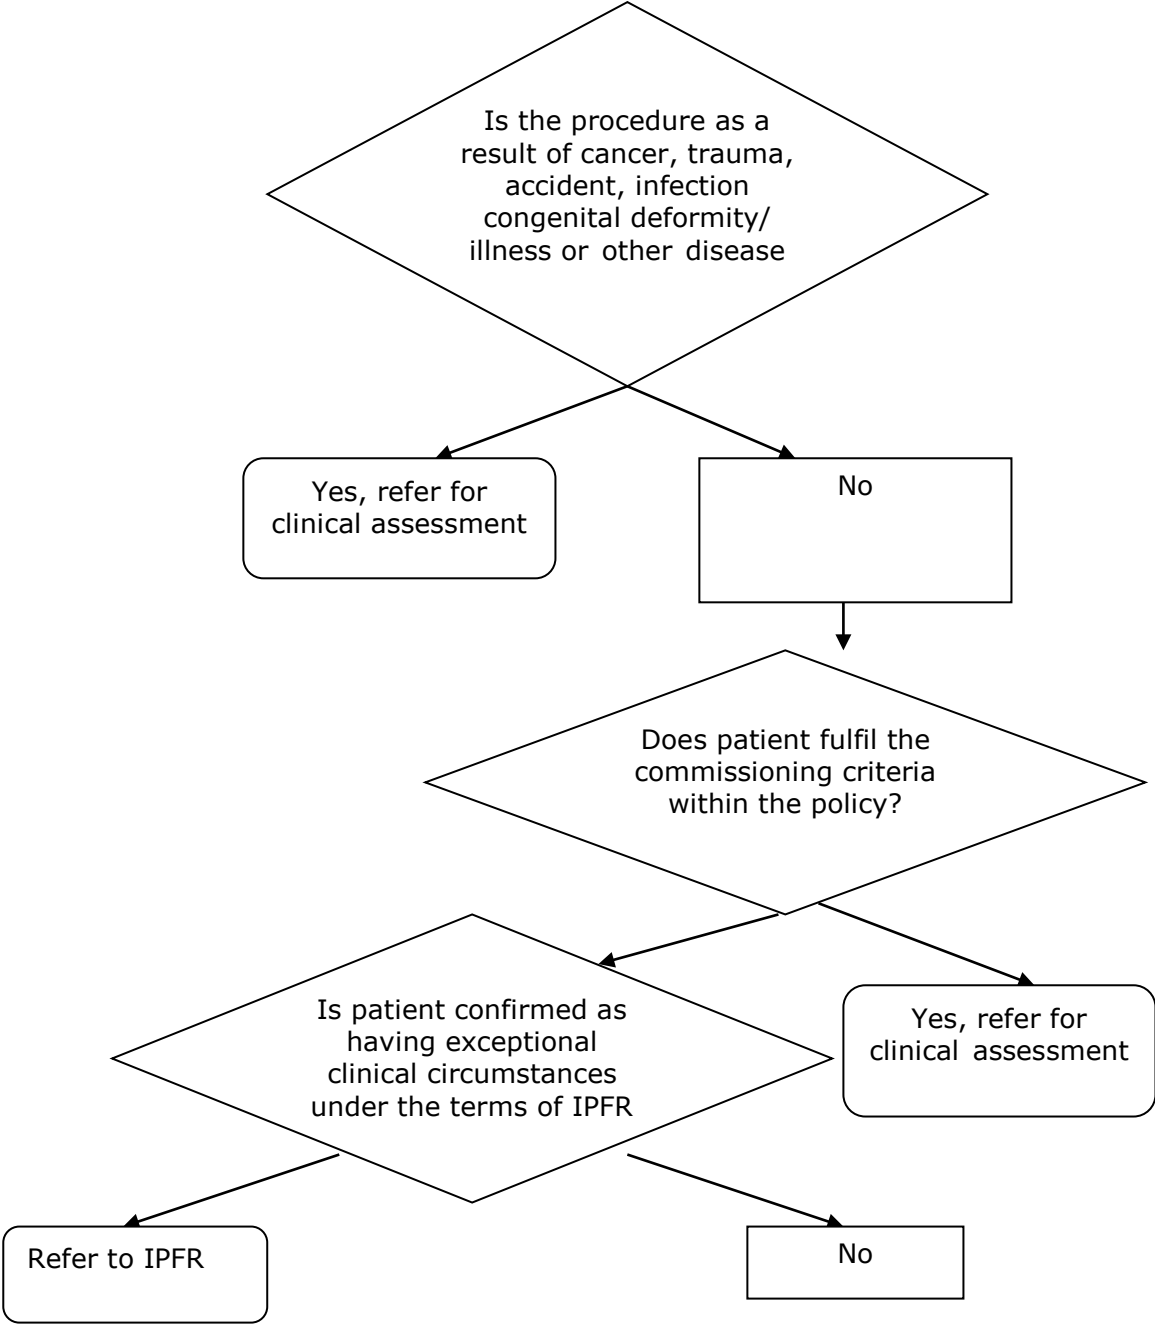 Is the procedure as a
result of cancer, trauma,
accident, infection
congenital deformity/
illness or other disease
Yes, refer for
clinical assessment
No
Does patient fulfil the
commissioning criteria
within the policy?
Is patient confirmed as
having exceptional
clinical circumstances
under the terms of IPFR
Yes, refer for
clinical assessment
Refer to IPFR
No